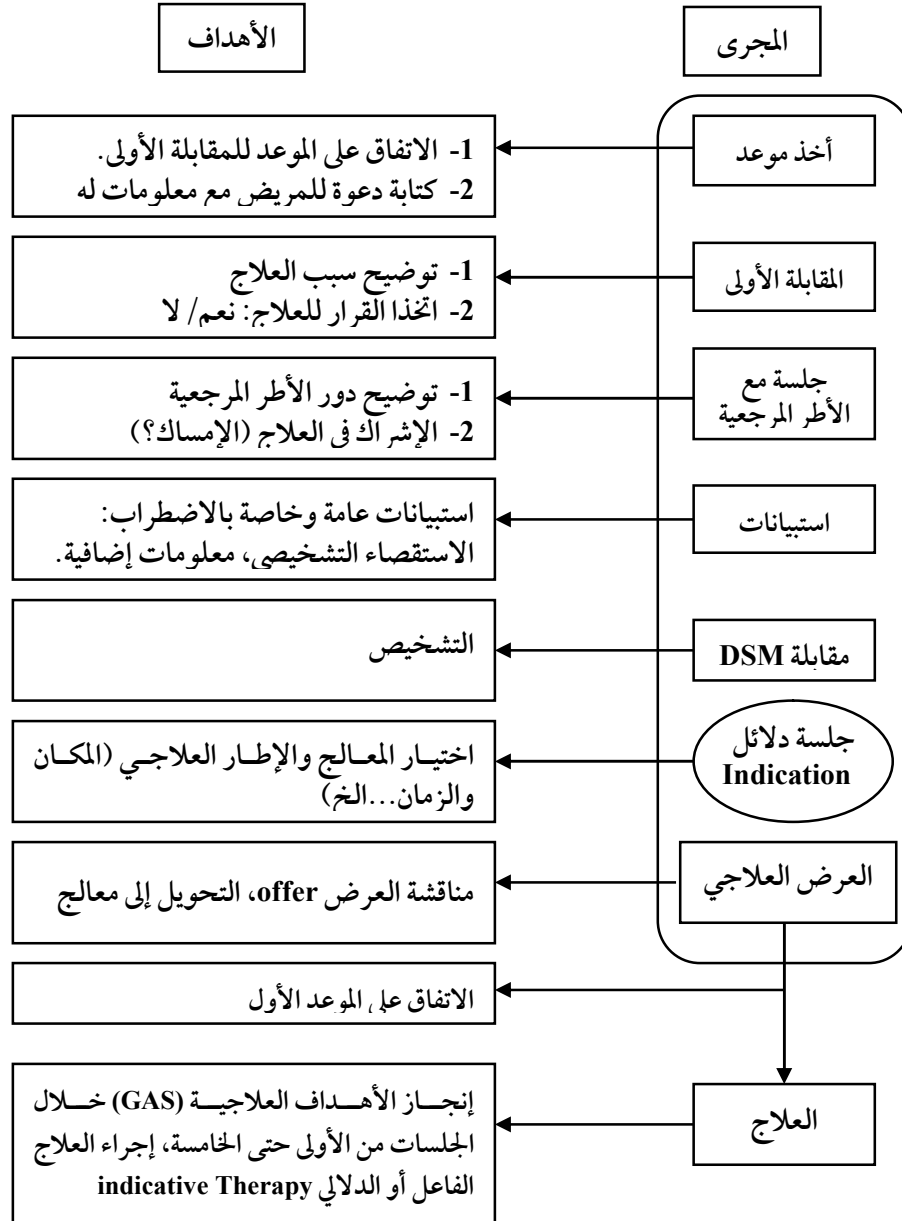 المجرى
الأهداف
أخذ موعد
1- الاتفاق على الموعد للمقابلة الأولى.
2- كتابة دعوة للمريض مع معلومات له
المقابلة الأولى
1- توضيح سبب العلاج
2- اتخذا القرار للعلاج: نعم/ لا
جلسة مع
الأطر المرجعية
1- توضيح دور الأطر المرجعية
2- الإشراك في العلاج (الإمساك؟)
استبيانات
استبيانات عامة وخاصة بالاضطراب:
الاستقصاء التشخيصي، معلومات إضافية.
مقابلة DSM
التشخيص
جلسة دلائل
Indication
اختيار المعالج والإطار العلاجي (المكان
والزمان...الخ)
العرض العلاجي
مناقشة العرض offer، التحويل إلى معالج
الاتفاق على الموعد الأول
العلاج
إنجاز الأهداف العلاجية (GAS) خلال
الجلسات من الأولى حتى الخامسة، إجراء العلاج
الفاعل أو الدلالي indicative Therapy